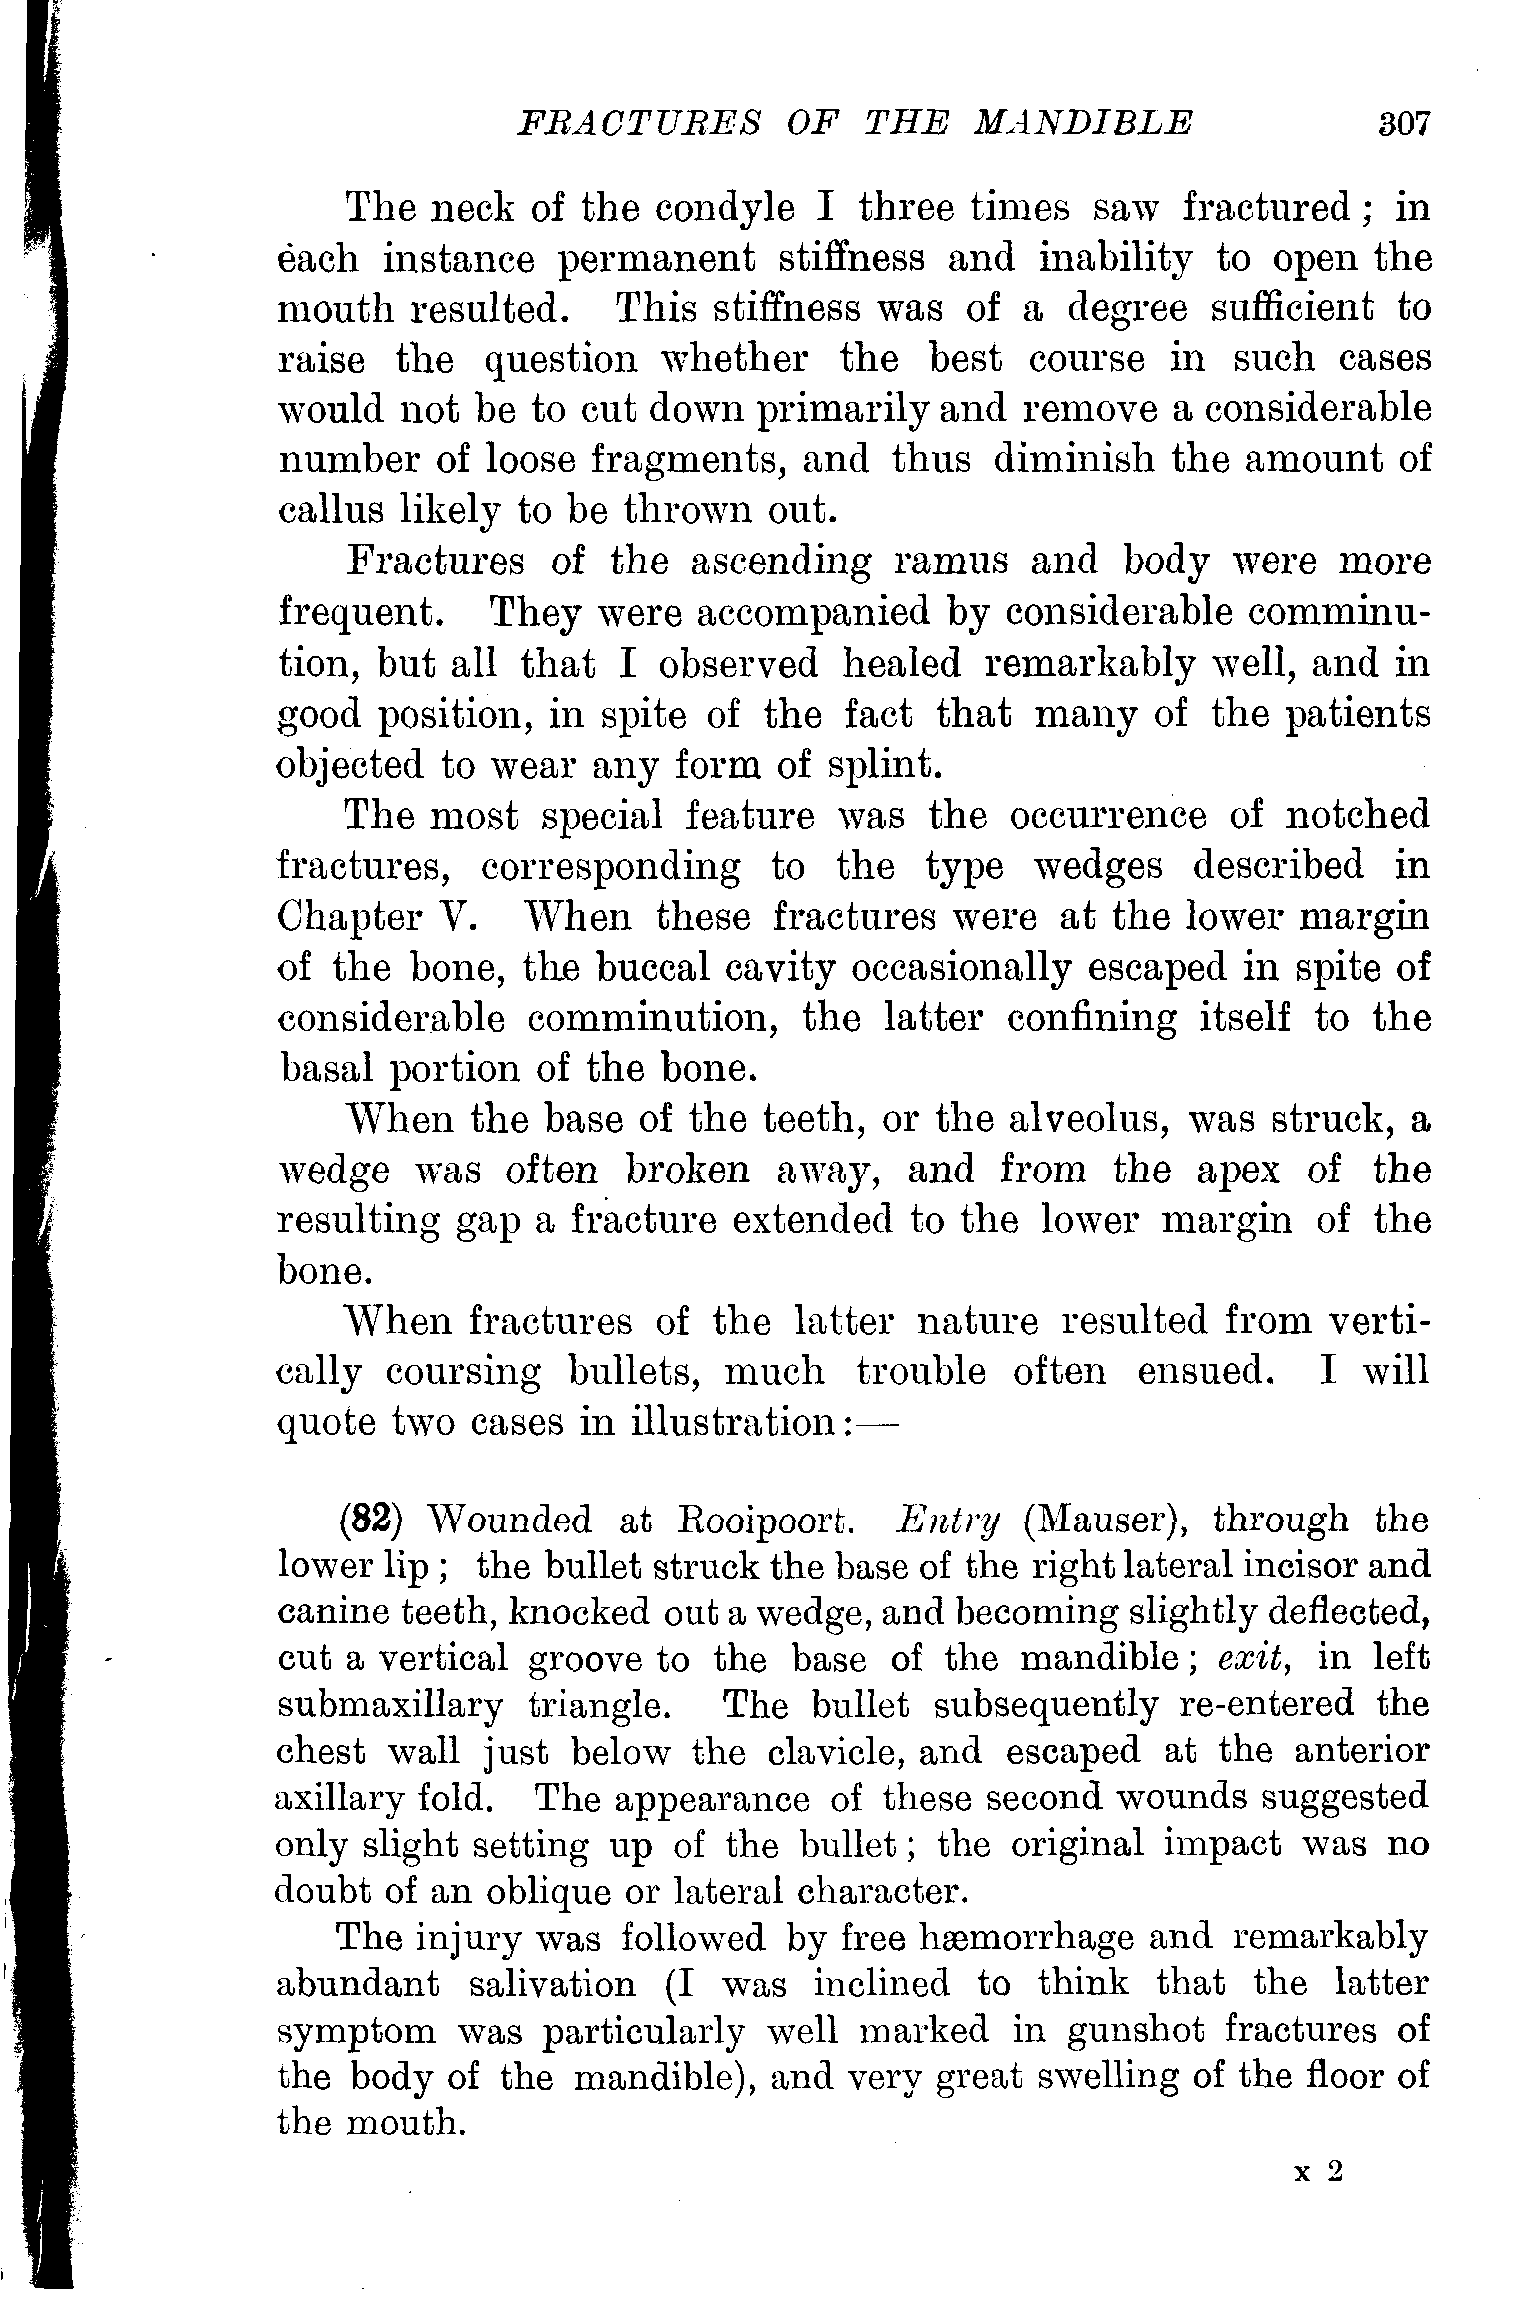 FRACTURES OF THE MANDIBLE 307
The neck of the condyle I three times saw fractured; in
each instance permanent stiffness and inability to open the
mouth resulted. This stiffness was of a degree sufficient to
raise the question whether the best course in such cases
would not be to cut down primarily and remove a considerable
number of loose fragments, and thus diminish the amount of
callus likely to be thrown out.
Fractures of the ascending ramus and body were more
frequent. They were accompanied by considerable comminu-
tion, but all that I observed healed remarkably well, and in
good position, in spite of the fact that many of the patients
objected to wear any form of splint.
The most special feature was the occurrence of notched
fractures, corresponding to the type wedges described in
Chapter V. When these fractures were at the lower margin
of the bone, the buccal cavity occasionally escaped in spite of
considerable comminution, the latter confining itself to the
basal portion of the bone.
When the base of the teeth, or the alveolus, was struck, a
wedge was often broken away, and from the apex of the
resulting gap a fracture extended to the lower margin of the
bone.
When fractures of the latter nature resulted from verti-
cally coursing bullets, much trouble often ensued. I will
quote two cases in illustration:—
(82) Wounded at Rooipoort. Entry (Mauser), through the
lower lip; the bullet struck the base of the right lateral incisor and
canine teeth, knocked out a wedge, and becoming slightly deflected,
cut a vertical groove to the base of the mandible; exit, in left
submaxillary triangle. The bullet subsequently re-entered the
chest wall just below the clavicle, and escaped at the anterior
axillary fold. The appearance of these second wounds suggested
only slight setting up of the bullet; the original impact was no
doubt of an oblique or lateral character.
The injury was followed by free hæmorrhage and remarkably
abundant salivation (I was inclined to think that the latter
symptom was particularly well marked in gunshot fractures of
the body of the mandible), and very great swelling of the floor of
the mouth.
x 2